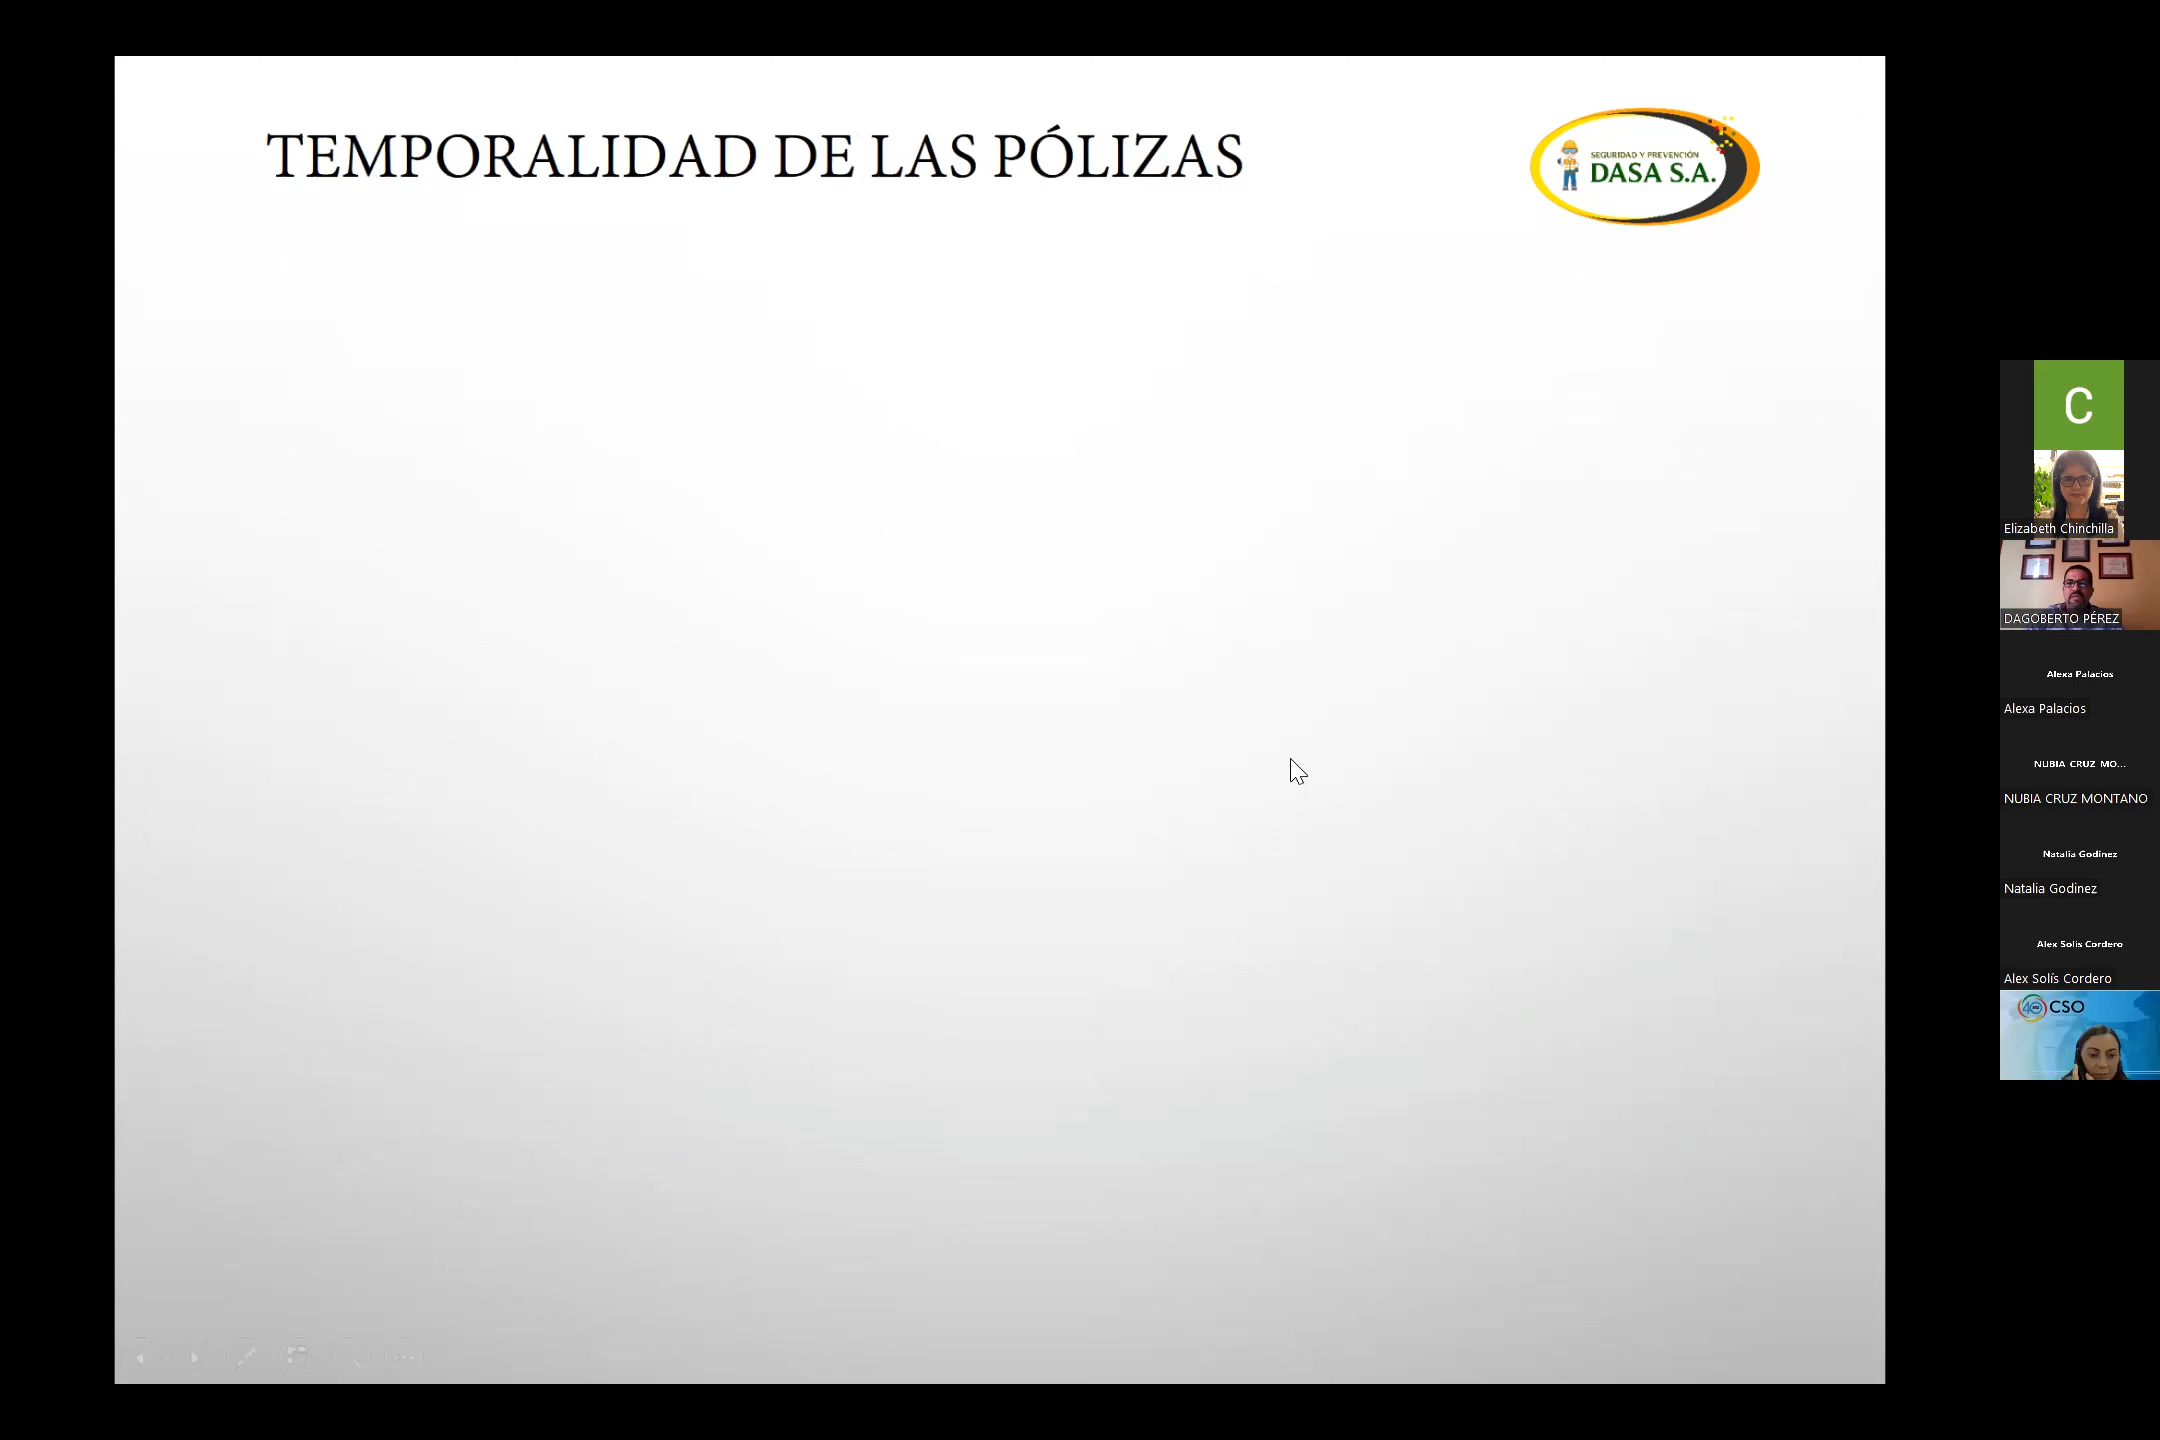 TEMPORALIDAD DE LAS PÓLIZAS
SEGURIDAD Y PREVENCIÓN
DASA S.A.
C
Elizabeth Chinchilla
DAGOBERTO PÉREZ
Alexa Palacios
Alexa Palacios
NUBIA CRUZ MO...
NUBIA CRUZ MONTANO
Natalia Godinez
Natalia Godinez
Alex Solís Cordero
Alex Solís Cordero
40 CSO